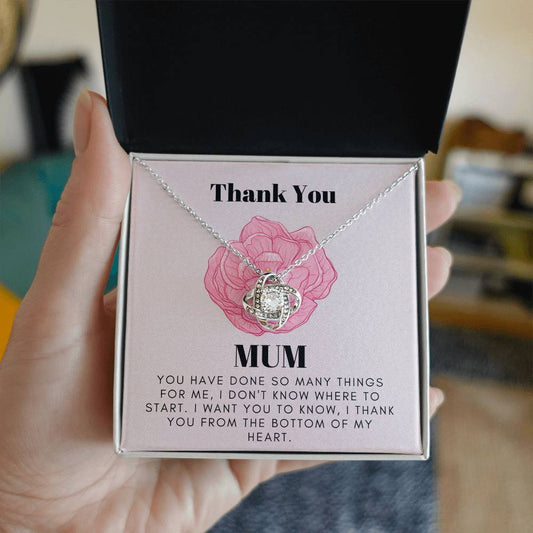 Thank You
MUM
YOU HAVE DONE SO MANY THINGS
FOR ME, I DON'T KNOW WHERE TO
START. I WANT YOU TO KNOW, I THANK
YOU FROM THE BOTTOM OF MY
HEART.